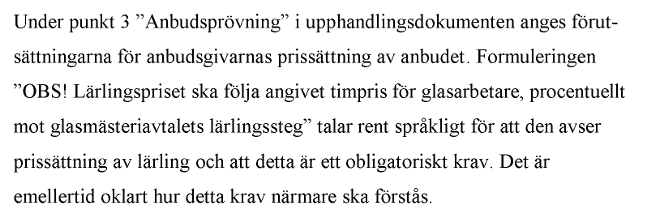 Under punkt 3 ”Anbudsprövning” i upphandlingsdokumenten anges förut-
sättningarna för anbudsgivarnas prissättning av anbudet. Formuleringen
”OBS! Lärlingspriset ska följa angivet timpris för glasarbetare, procentuellt
mot glasmästeriavtalets lärlingssteg” talar rent språkligt för att den avser
prissättning av lärling och att detta är ett obligatoriskt krav. Det är
emellertid oklart hur detta krav närmare ska förstås.